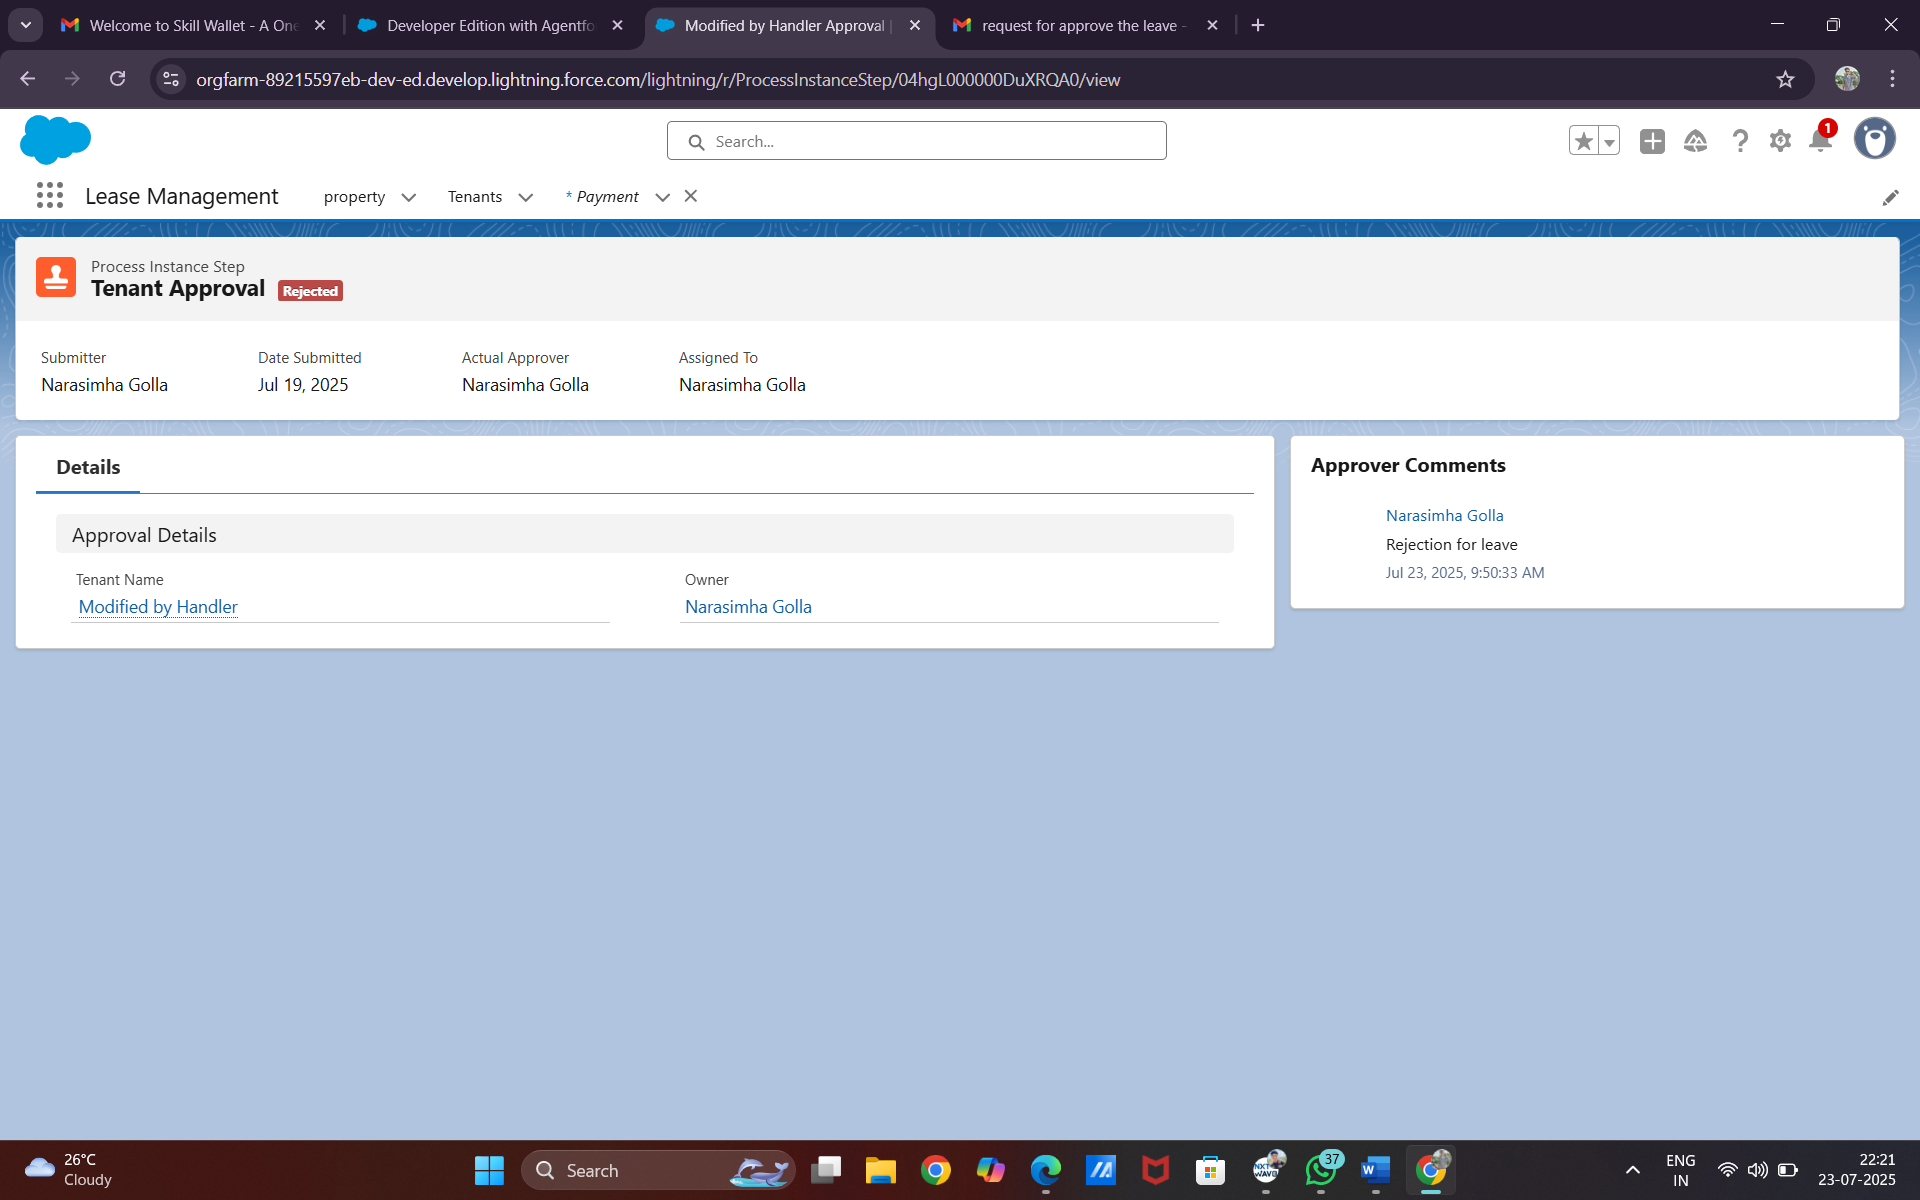 Welcome to Skill Wallet - A One
Developer Edition with Agentfo
Modified by Handler Approval |
request for approve the leave -
orgfarm-89215597eb-dev-ed.develop.lightning.force.com/lightning/r/ProcessInstanceStep/04hgL000000DuXRQA0/view
Search...
1
Lease Management
property
Tenants
* Payment
Process Instance Step
Tenant Approval Rejected
Submitter
Date Submitted
Actual Approver
Assigned To
Narasimha Golla
Jul 19, 2025
Narasimha Golla
Narasimha Golla
Details
Approval Details
Tenant Name
Owner
Modified by Handler
Narasimha Golla
Approver Comments
Narasimha Golla
Rejection for leave
Jul 23, 2025, 9:50:33 AM
26°C
Cloudy
Search
NXT
WAVE
37
W
ENG
IN
22:21
23-07-2025